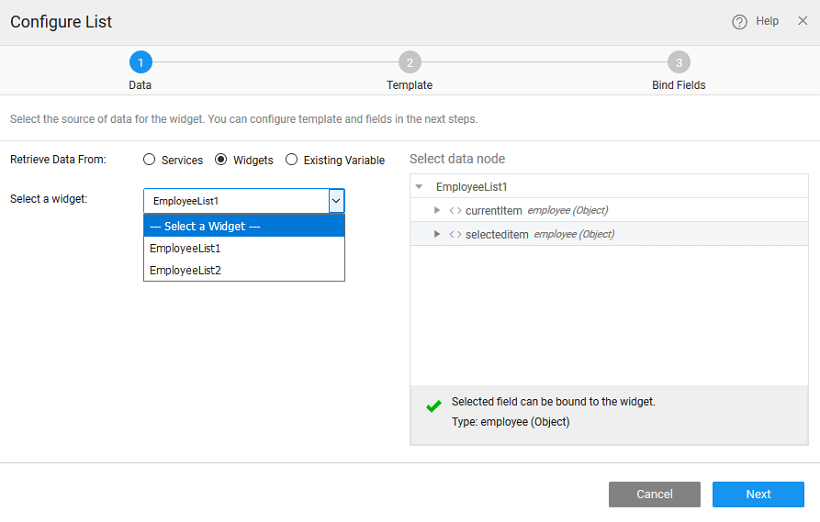 Configure List
Help
1
2
3
Data
Template
Bind Fields
Select the source of data for the widget. You can configure template and fields in the next steps.
Retrieve Data From:
Services
Widgets
Existing Variable
Select a widget:
EmployeeList1
--- Select a Widget ---
EmployeeList1
EmployeeList2
Select data node
EmployeeList1
currentItem employee (Object)
selecteditem employee (Object)
Selected field can be bound to the widget.
Type: employee (Object)
Cancel
Next